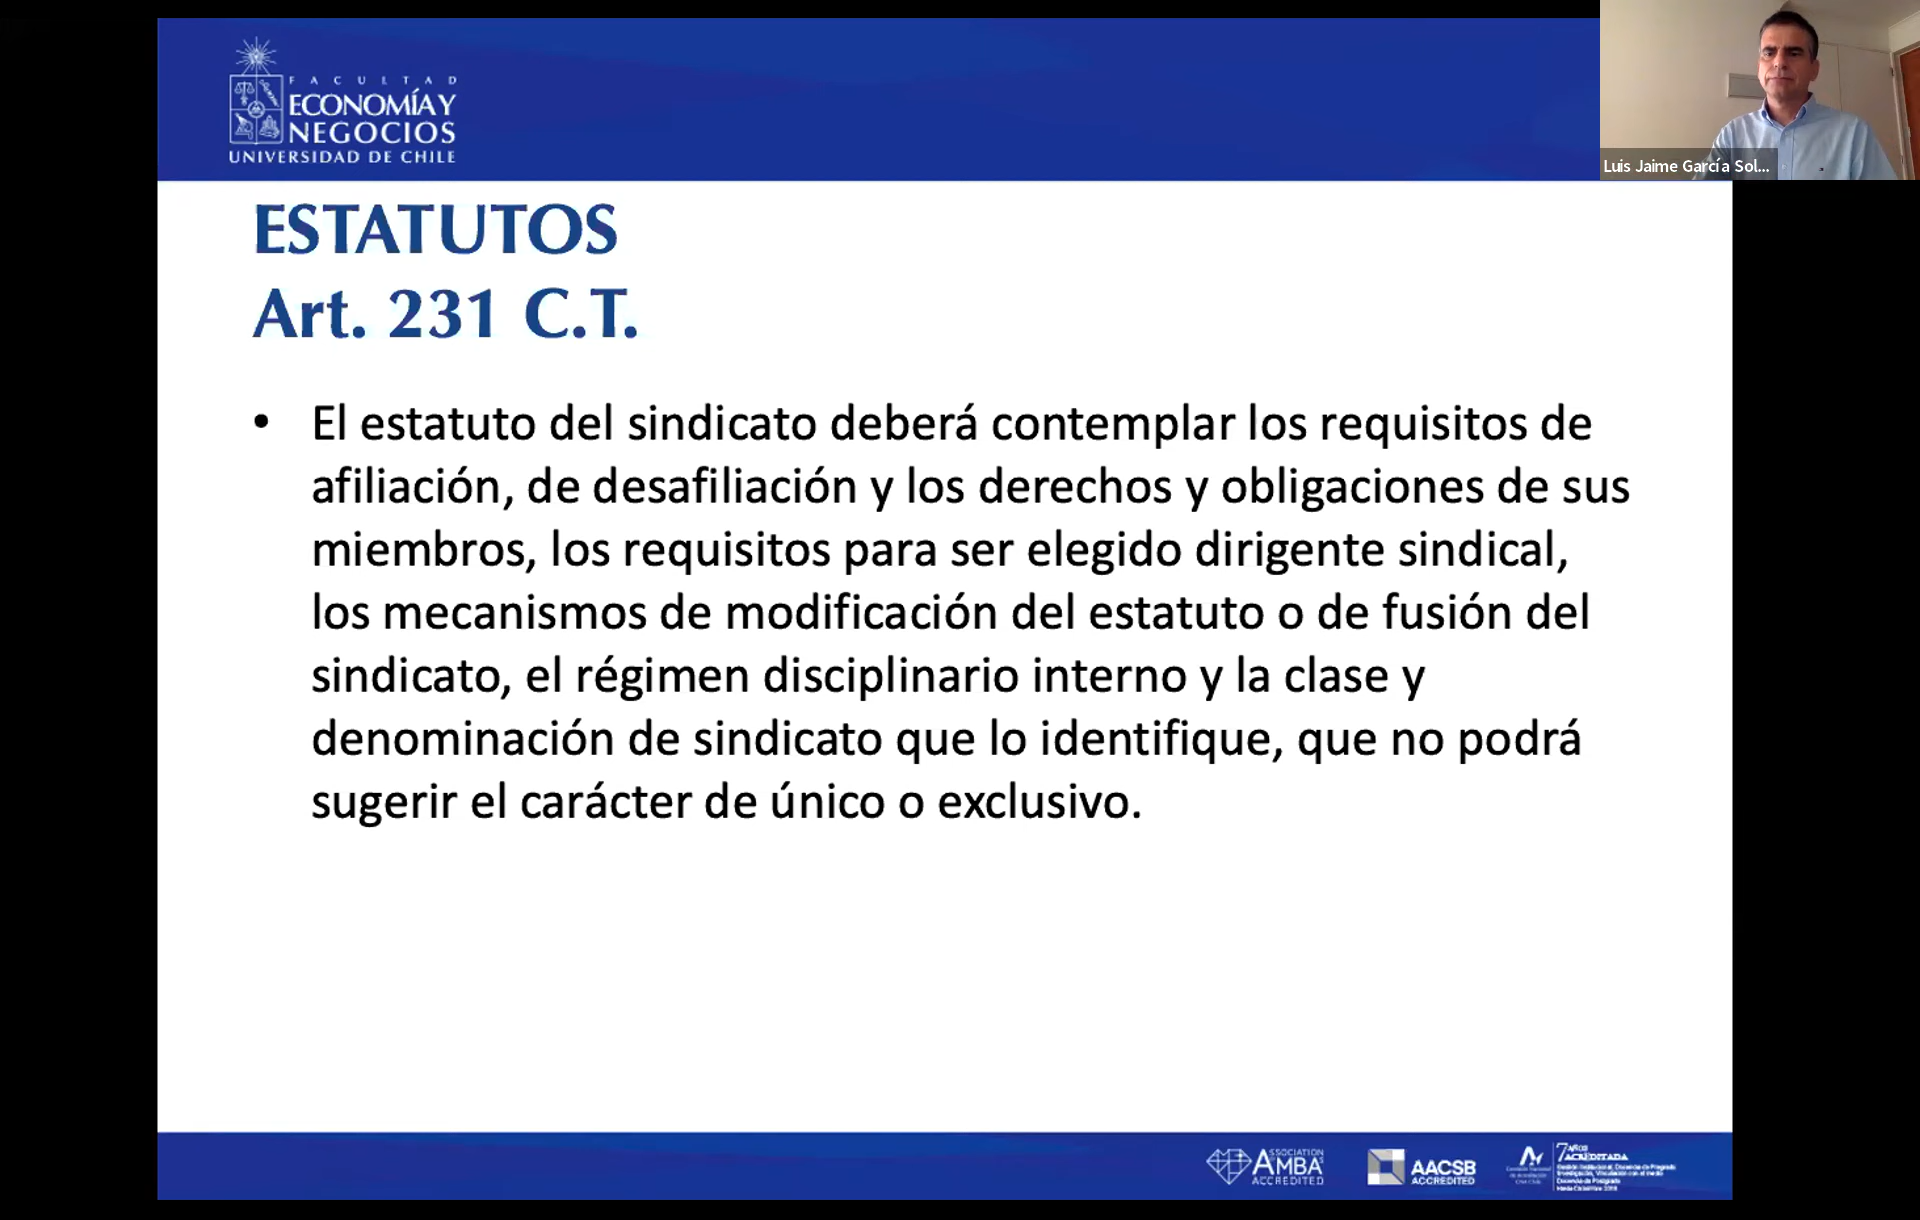 FACULTAD
ECONOMÍA Y
NEGOCIOS
UNIVERSIDAD DE CHILE
Luis Jaime García Sol...
ESTATUTOS
Art. 231 C.T.
• El estatuto del sindicato deberá contemplar los requisitos de
afiliación, de desafiliación y los derechos y obligaciones de sus
miembros, los requisitos para ser elegido dirigente sindical,
los mecanismos de modificación del estatuto o de fusión del
sindicato, el régimen disciplinario interno y la clase y
denominación de sindicato que lo identifique, que no podrá
sugerir el carácter de único o exclusivo.
ASSOCIATION
AMBA
ACCREDITED
AACSB
ACCREDITED
7 AÑOS
ACREDITADA